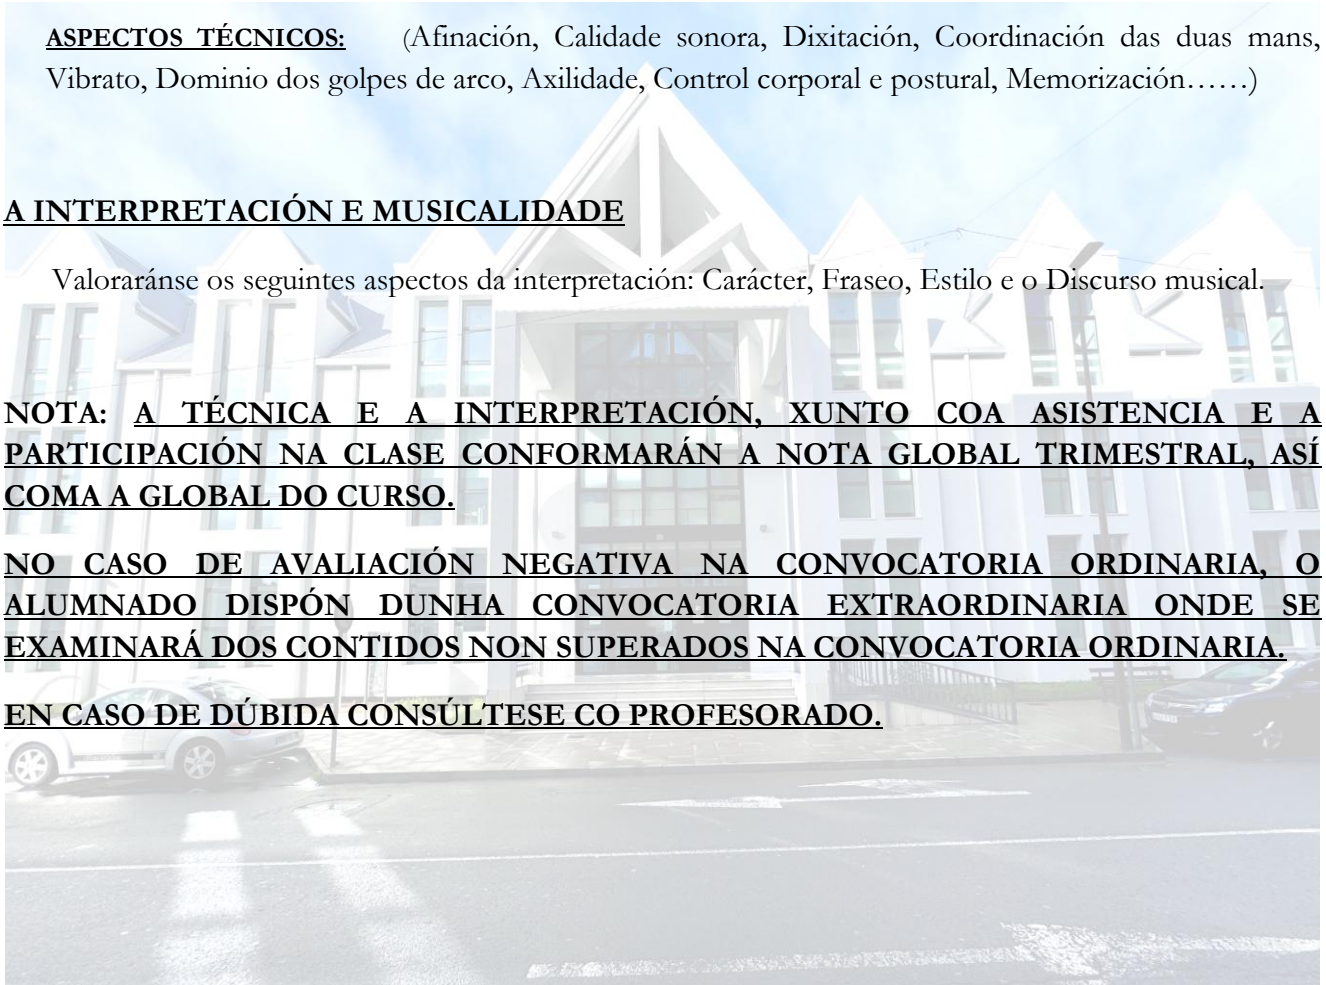 ASPECTOS TÉCNICOS: (Afinación, Calidade sonora, Dixitación, Coordinación das duas mans,
Vibrato, Dominio dos golpes de arco, Axilidade, Control corporal e postural, Memorización……)
A INTERPRETACIÓN E MUSICALIDADE
Valoraránse os seguintes aspectos da interpretación: Carácter, Fraseo, Estilo e o Discurso musical.
NOTA: A TÉCNICA E A INTERPRETACIÓN, XUNTO COA ASISTENCIA E A
PARTICIPACIÓN NA CLASE CONFORMARÁN A NOTA GLOBAL TRIMESTRAL, ASÍ
COMA A GLOBAL DO CURSO.
NO CASO DE AVALIACIÓN NEGATIVA NA CONVOCATORIA ORDINARIA, O
ALUMNADO DISPÓN DUNHA CONVOCATORIA EXTRAORDINARIA ONDE SE
EXAMINARÁ DOS CONTIDOS NON SUPERADOS NA CONVOCATORIA ORDINARIA.
EN CASO DE DÚBIDA CONSÚLTESE CO PROFESORADO.